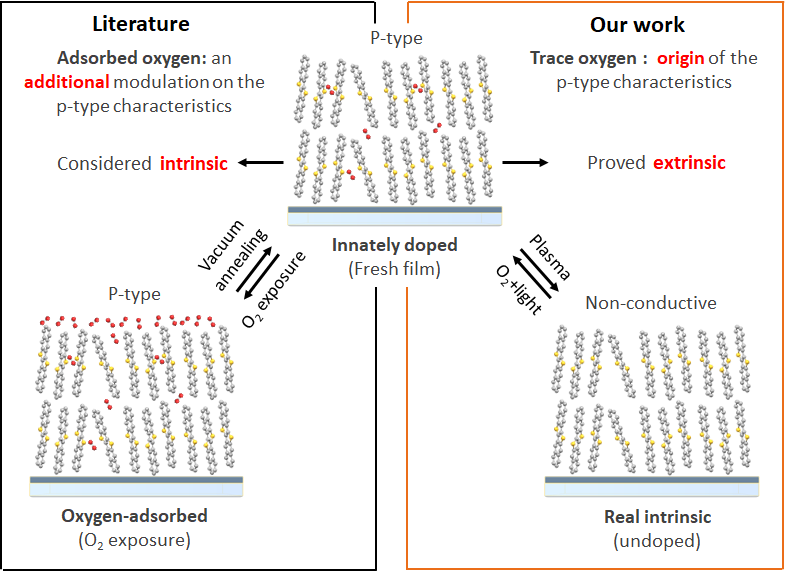 Literature
Adsorbed oxygen: an
additional modulation on the
p-type characteristics
Considered intrinsic
P-type
Innately doped
(Fresh film)
Our work
Trace oxygen : origin of the
p-type characteristics
Proved extrinsic
Vacuum
annealing
O₂ exposure
Plasma
O₂+light
P-type
Oxygen-adsorbed
(O₂ exposure)
Non-conductive
Real intrinsic
(undoped)